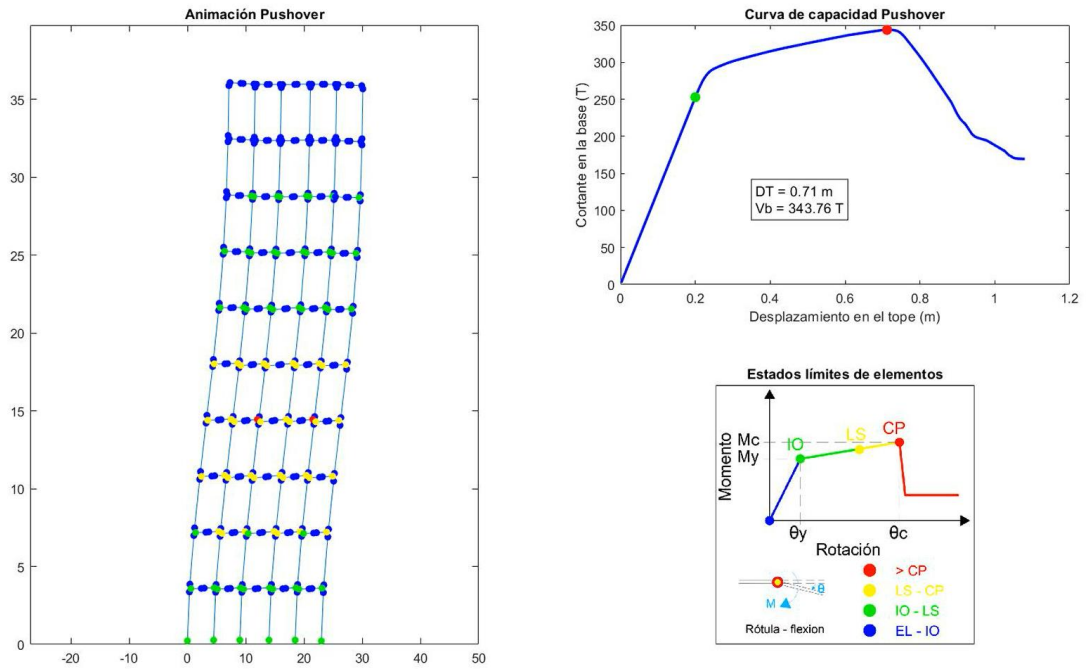 Animación Pushover
35
30
25
20
15
10
5
0
-20 -10 0 10 20 30 40 50
Curva de capacidad Pushover
Cortante en la base (T)
350
300
250
200
150
100
50
0
DT = 0.71 m
Vb = 343.76 T
0 0.2 0.4 0.6 0.8 1 1.2
Desplazamiento en el tope (m)
Estados límites de elementos
Momento
Mc
My
IO
LS
CP
θy
θc
Rotación
> CP
LS - CP
IO - LS
EL - IO
M
θ
Rótula - flexion